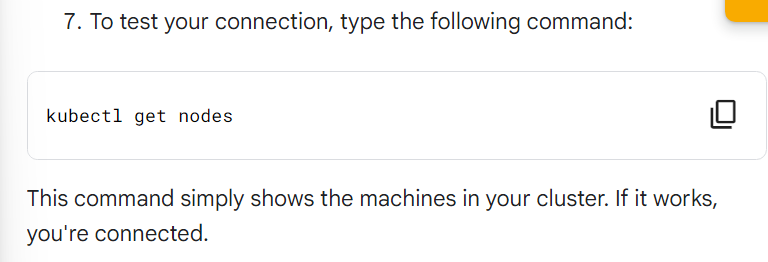 7. To test your connection, type the following command:
kubectl get nodes
This command simply shows the machines in your cluster. If it works,
you're connected.